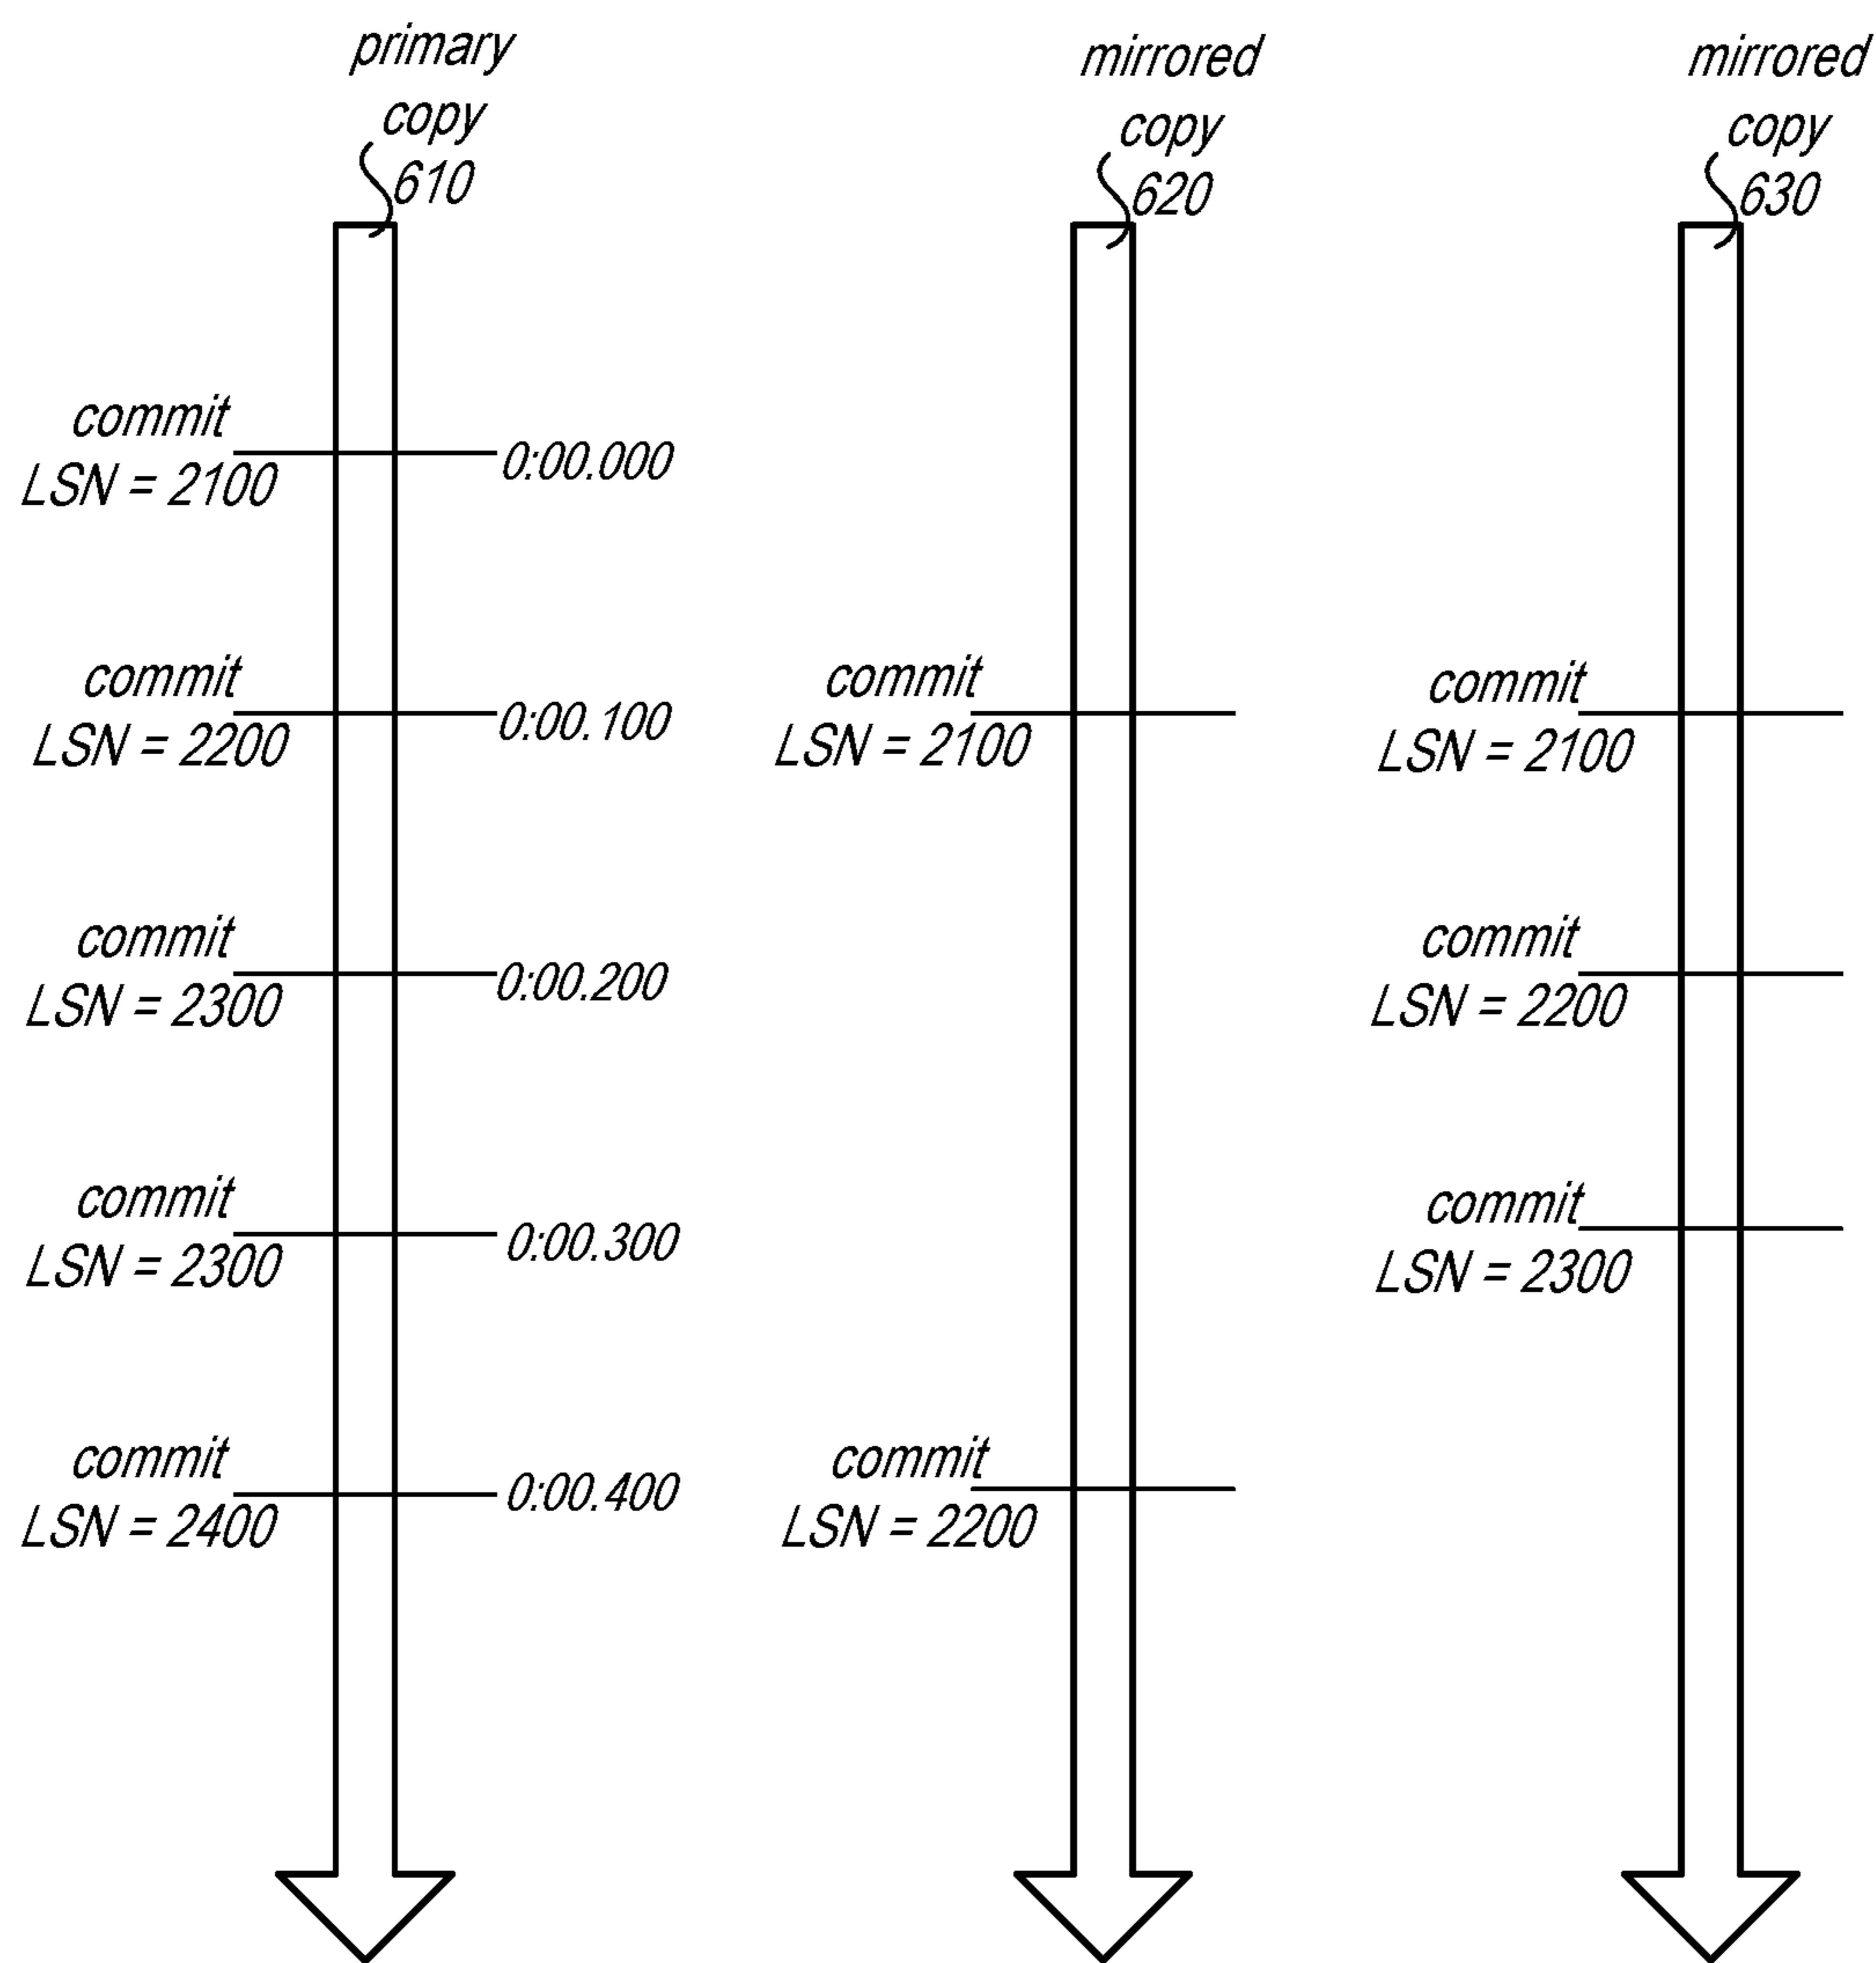 primary
copy
610
commit
LSN = 2100
0:00.000
commit
LSN = 2200
0:00.100
commit
LSN = 2300
0:00.200
commit
LSN = 2300
0:00.300
commit
LSN = 2400
0:00.400
mirrored
copy
620
commit
LSN = 2100
commit
LSN = 2200
mirrored
copy
630
commit
LSN = 2100
commit
LSN = 2200
commit
LSN = 2300